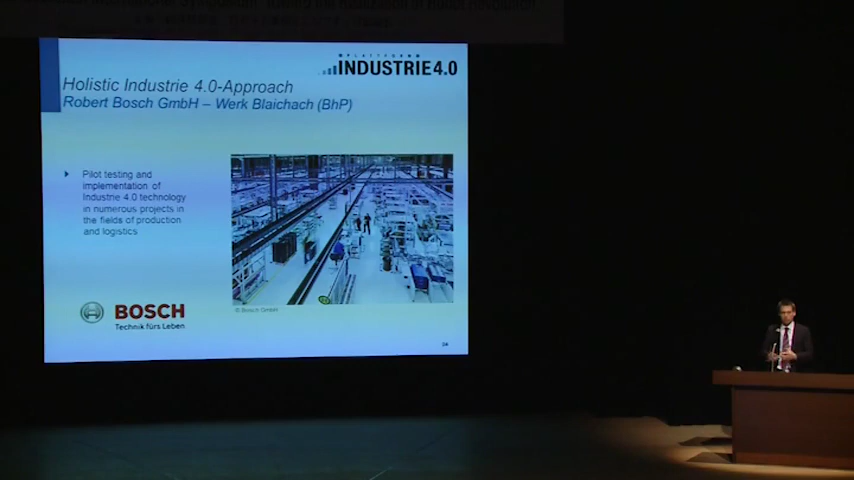 PLATTFORM
INDUSTRIE4.0
Holistic Industrie 4.0-Approach
Robert Bosch GmbH – Werk Blaichach (BhP)
Pilot testing and
implementation of
Industrie 4.0 technology
in numerous projects in
the fields of production
and logistics
BOSCH
Technik fürs Leben
© Bosch GmbH